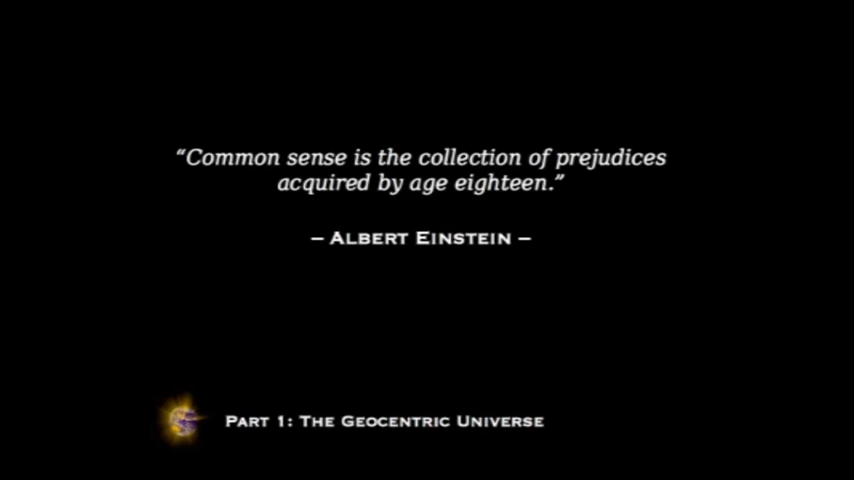 “Common sense is the collection of prejudices
acquired by age eighteen.”
– Albert Einstein –
Part 1: The Geocentric Universe